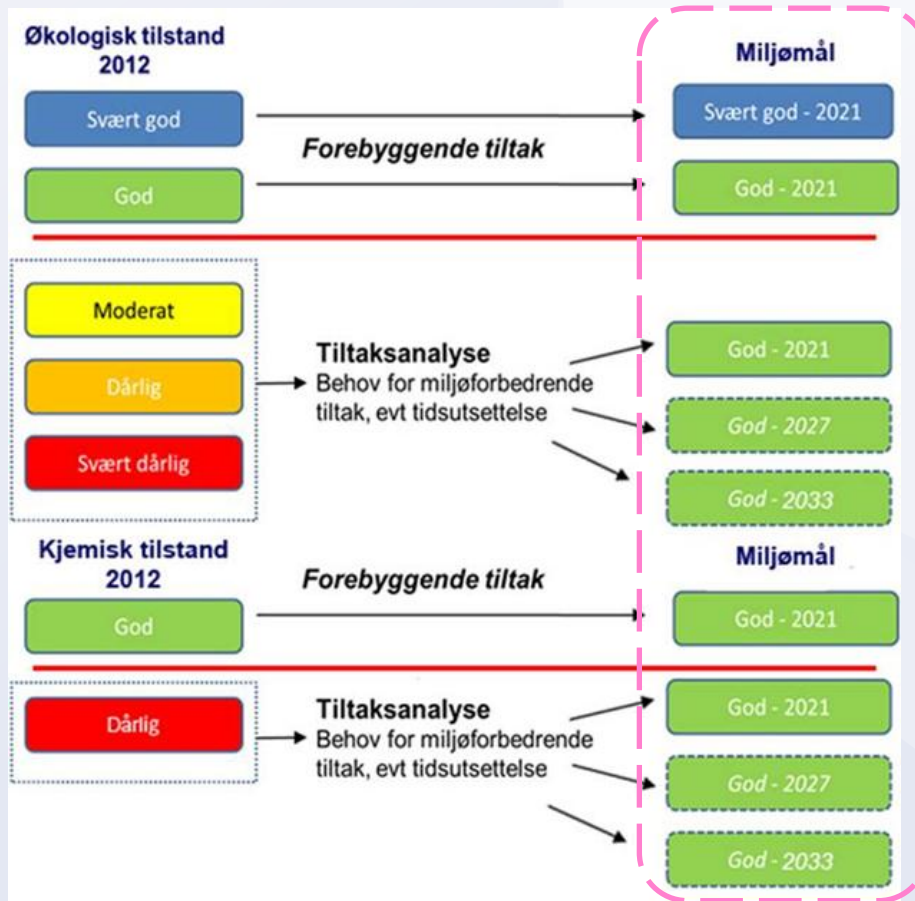 Økologisk tilstand
2012
Miljømål
Svært god
Svært god - 2021
Forebyggende tiltak
God
God - 2021
Moderat
Dårlig
Svært dårlig
Tiltaksanalyse
Behov for miljøforbedrende
tiltak, evt tidsutsettelse
God - 2021
God - 2027
God - 2033
Kjemisk tilstand
2012
Miljømål
Forebyggende tiltak
God
God - 2021
Dårlig
Tiltaksanalyse
Behov for miljøforbedrende
tiltak, evt tidsutsettelse
God - 2021
God - 2027
God - 2033